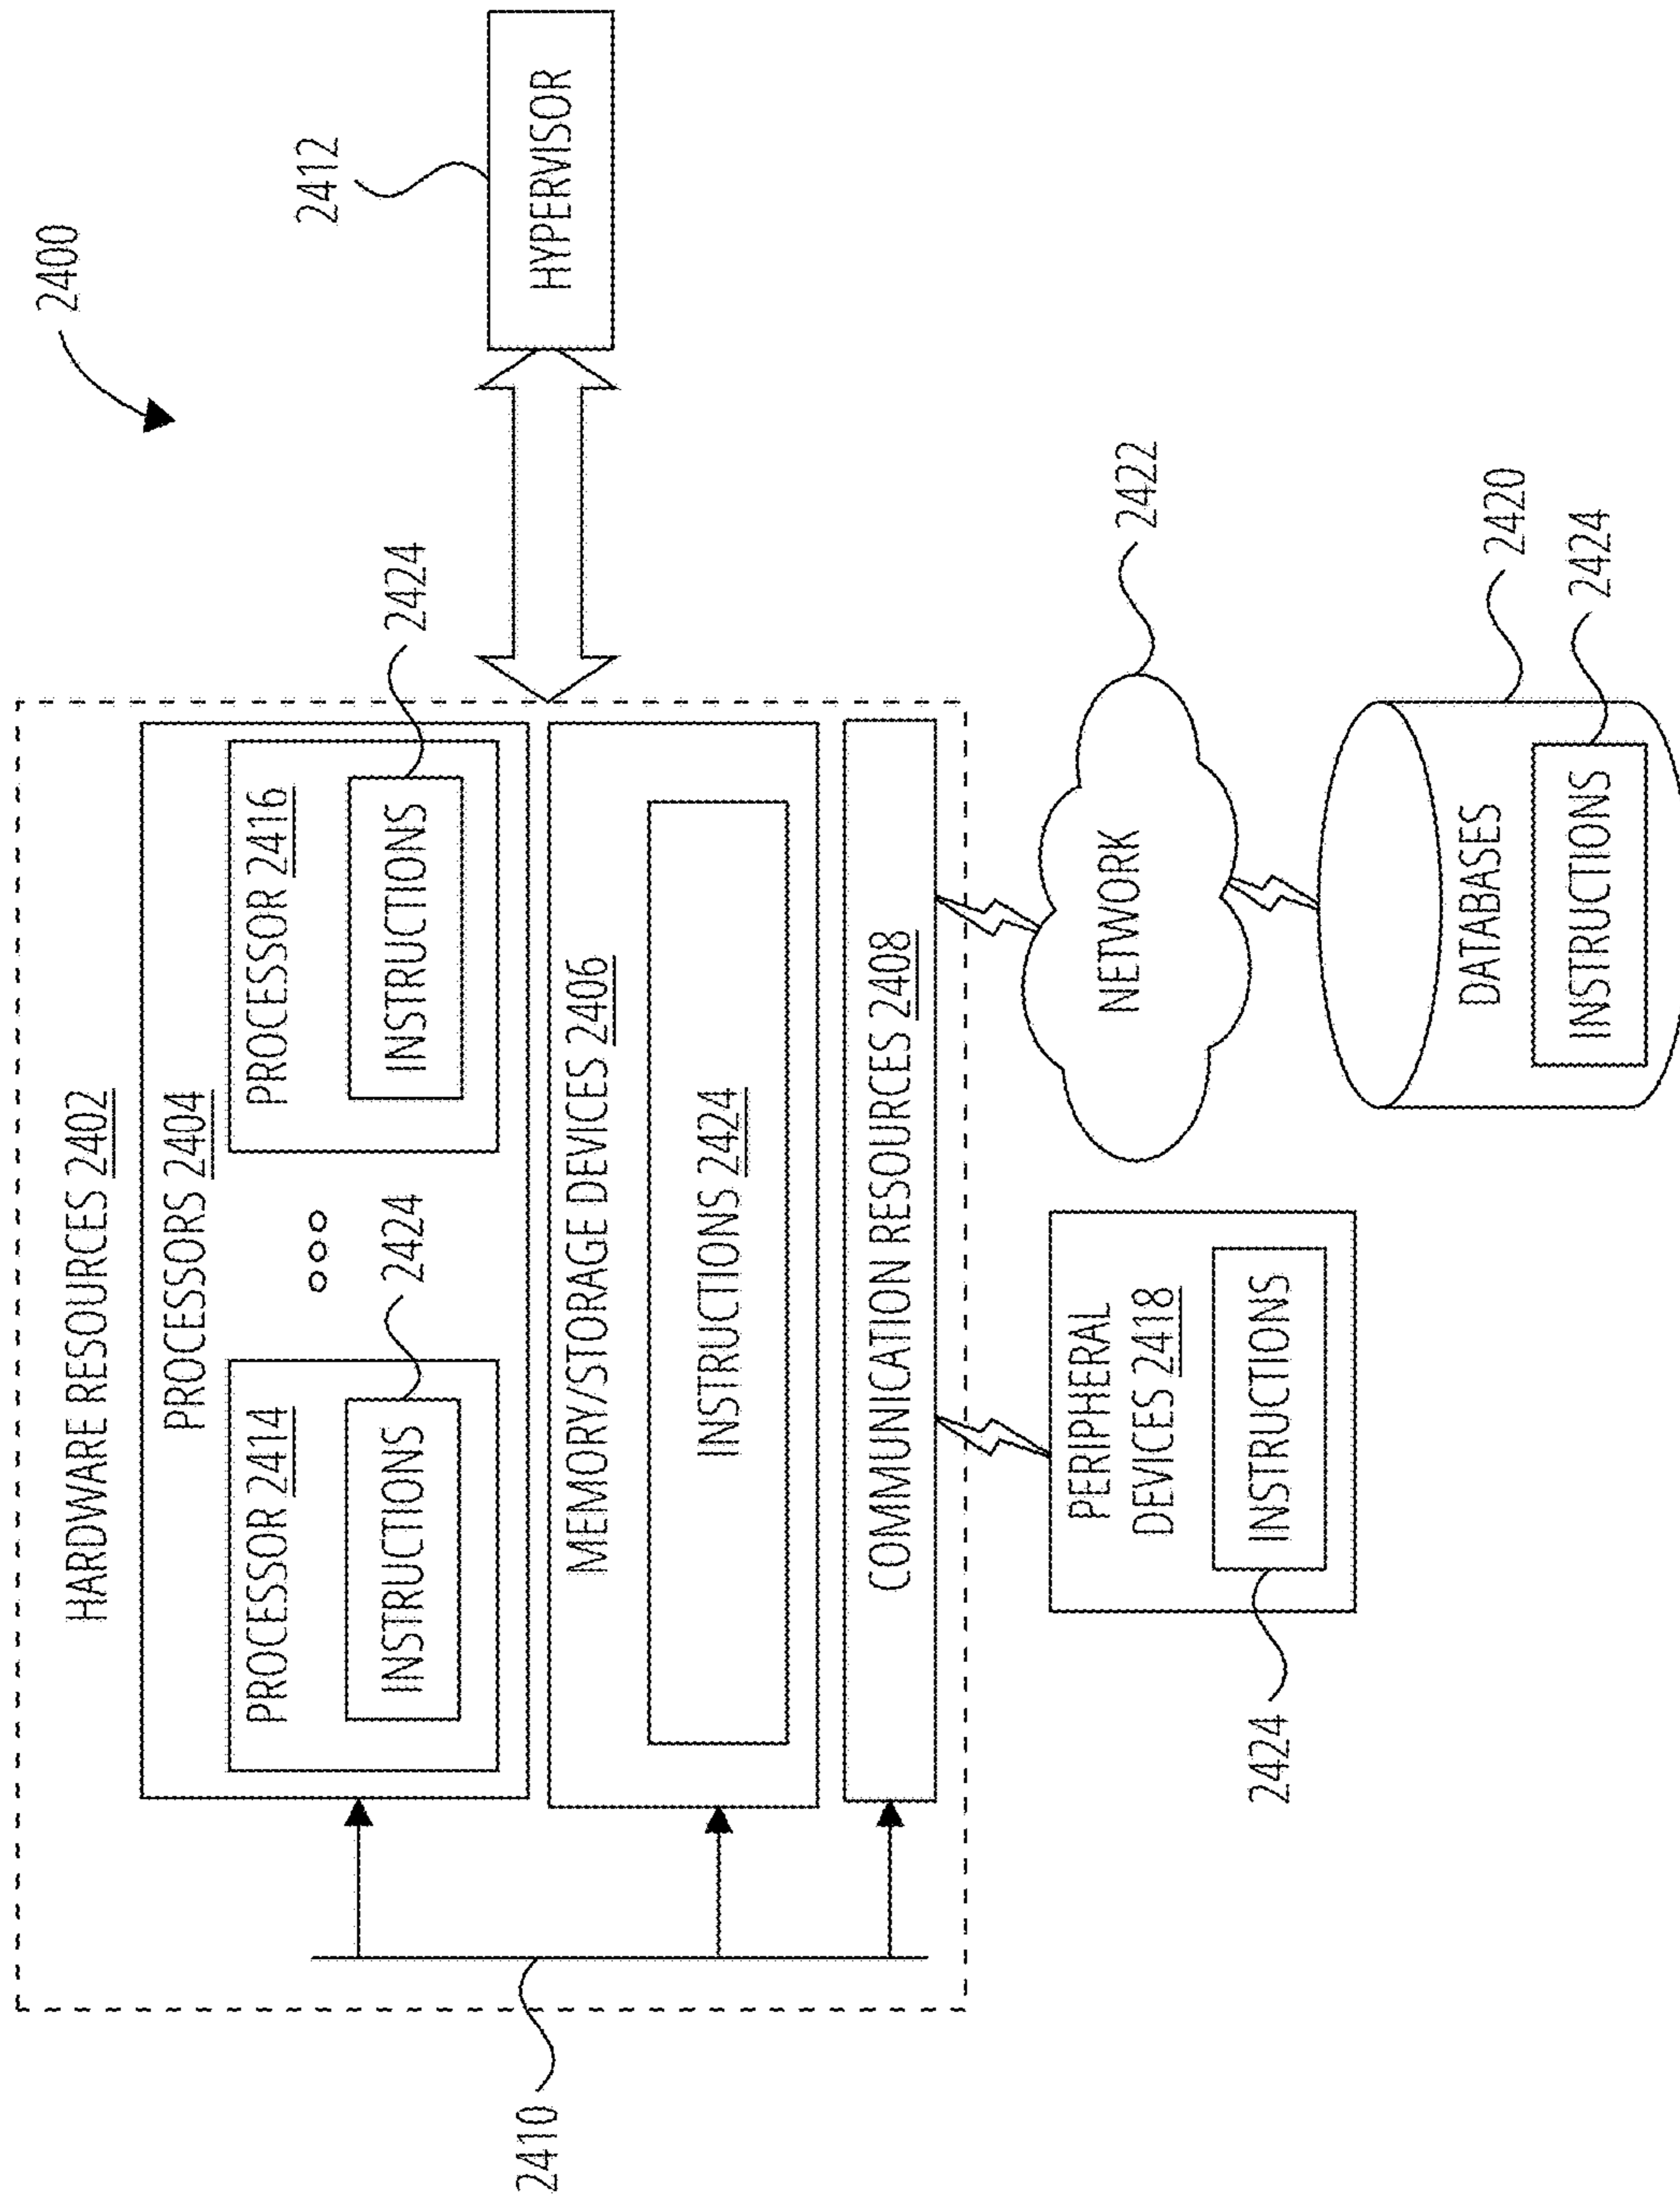 2400
HARDWARE RESOURCES 2402
PROCESSORS 2404
PROCESSOR 2414
PROCESSOR 2416
INSTRUCTIONS
2424
INSTRUCTIONS
2424
2412
HYPERVISOR
MEMORY/STORAGE DEVICES 2406
INSTRUCTIONS 2424
2410
COMMUNICATION RESOURCES 2408
PERIPHERAL
DEVICES 2418
INSTRUCTIONS
2424
NETWORK
2422
DATABASES
2420
INSTRUCTIONS
2424